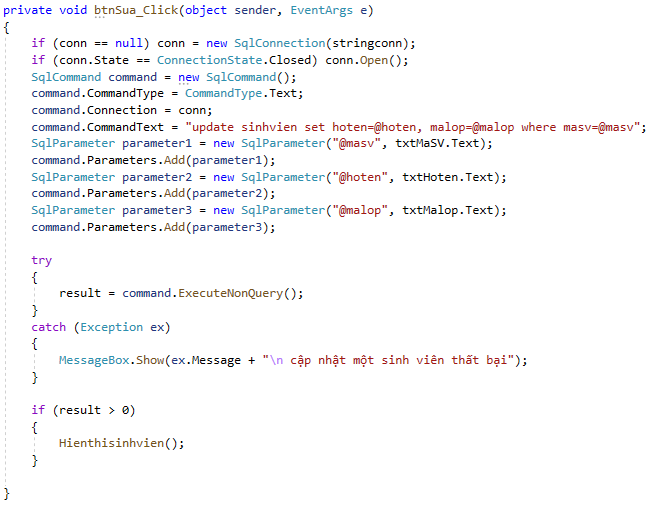 private void btnSua_Click(object sender, EventArgs e)
{
    if (conn == null) conn = new SqlConnection(stringconn);
    if (conn.State == ConnectionState.Closed) conn.Open();
    SqlCommand command = new SqlCommand();
    command.CommandType = CommandType.Text;
    command.Connection = conn;
    command.CommandText = "update sinhvien set hoten=@hoten, malop=@malop where masv=@masv";
    SqlParameter parameter1 = new SqlParameter("@masv", txtMaSV.Text);
    command.Parameters.Add(parameter1);
    SqlParameter parameter2 = new SqlParameter("@hoten", txtHoten.Text);
    command.Parameters.Add(parameter2);
    SqlParameter parameter3 = new SqlParameter("@malop", txtMalop.Text);
    command.Parameters.Add(parameter3);

    try
    {
        result = command.ExecuteNonQuery();
    }
    catch (Exception ex)
    {
        MessageBox.Show(ex.Message + "\n cập nhật một sinh viên thất bại");
    }

    if (result > 0)
    {
        Hienthisinhvien();
    }

}